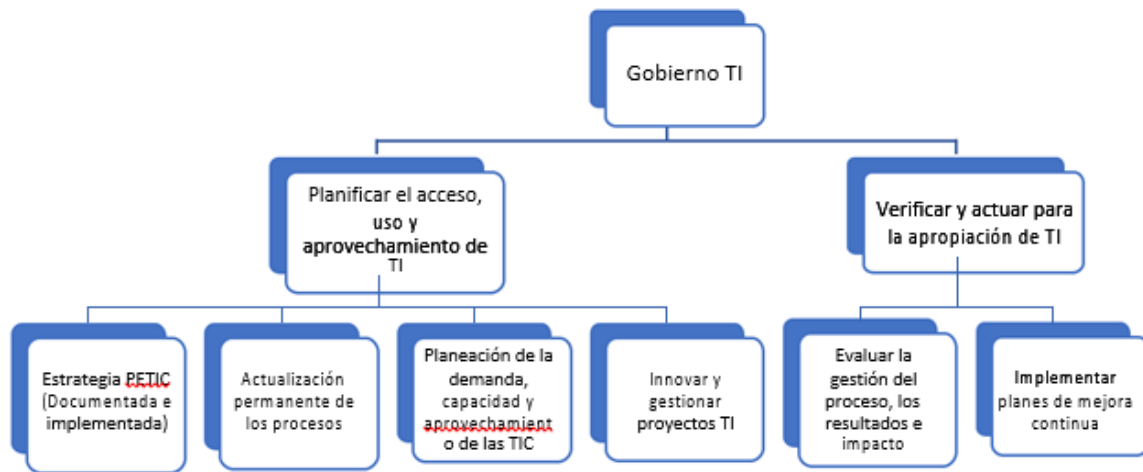 Gobierno TI
Planificar el acceso,
uso y
aprovechamiento de
TI
Verificar y actuar para
la apropiación de TI
Estrategia PETIC
(Documentada e
implementada)
Actualización
permanente de
los procesos
Planeación de la
demanda,
capacidad y
aprovechamient
o de las TIC
Innovar y
gestionar
proyectos TI
Evaluar la
gestión del
proceso, los
resultados e
impacto
Implementar
planes de mejora
continua